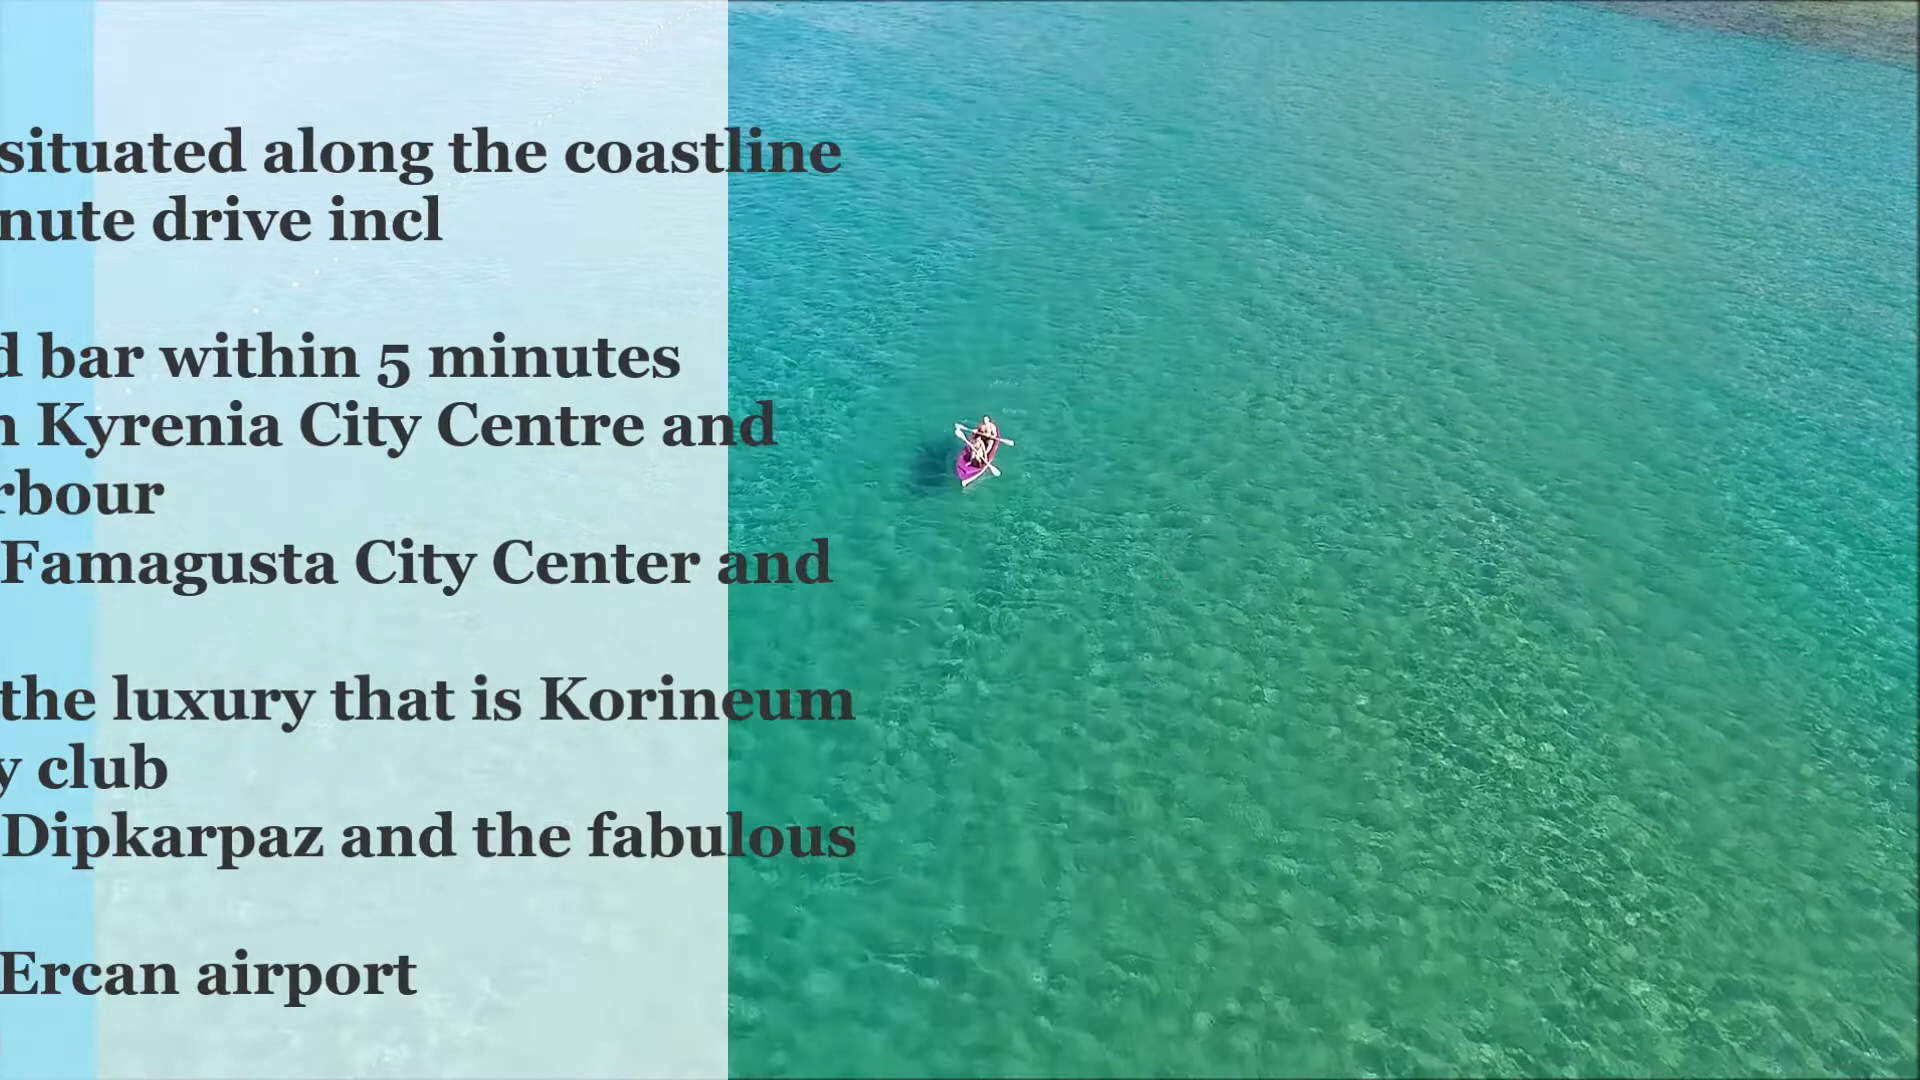 situated along the coastline
nute drive incl
d bar within 5 minutes
n Kyrenia City Centre and
rbour
Famagusta City Center and
the luxury that is Korineum
y club
Dipkarpaz and the fabulous
Ercan airport